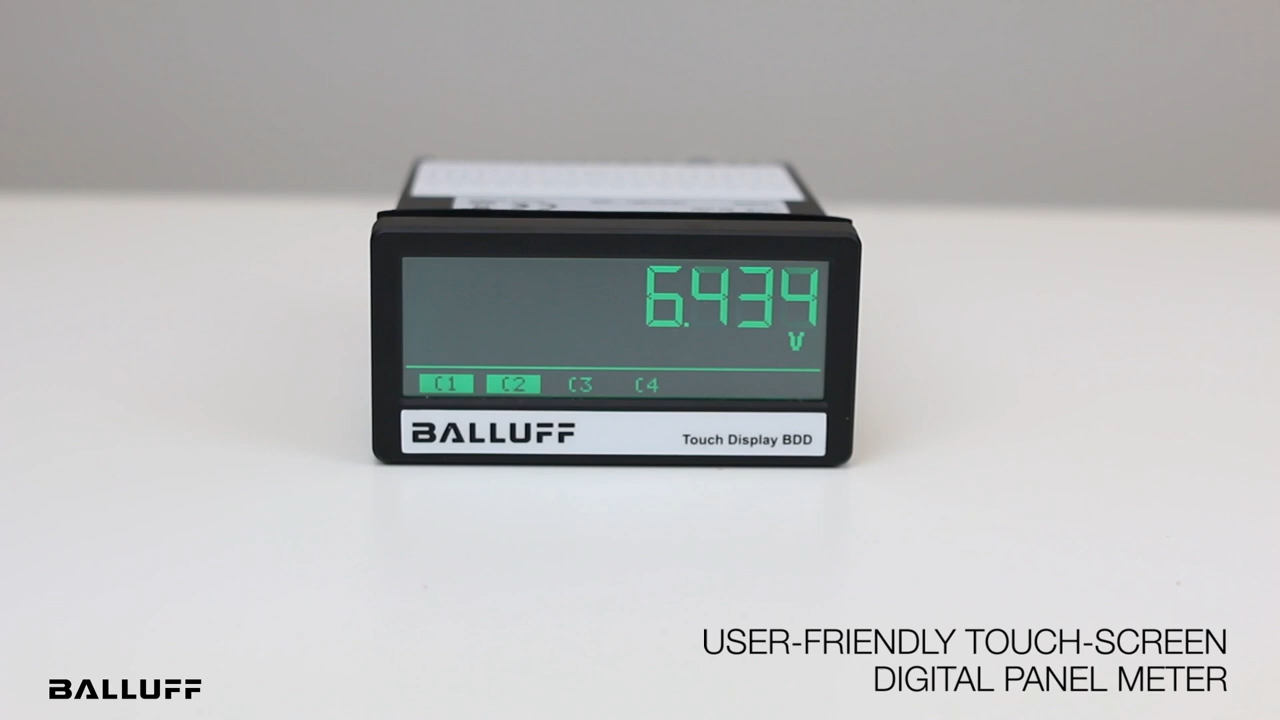 6.434
V
C1 C2 C3 C4
BALLUFF
Touch Display BDD
USER-FRIENDLY TOUCH-SCREEN
DIGITAL PANEL METER
BALLUFF